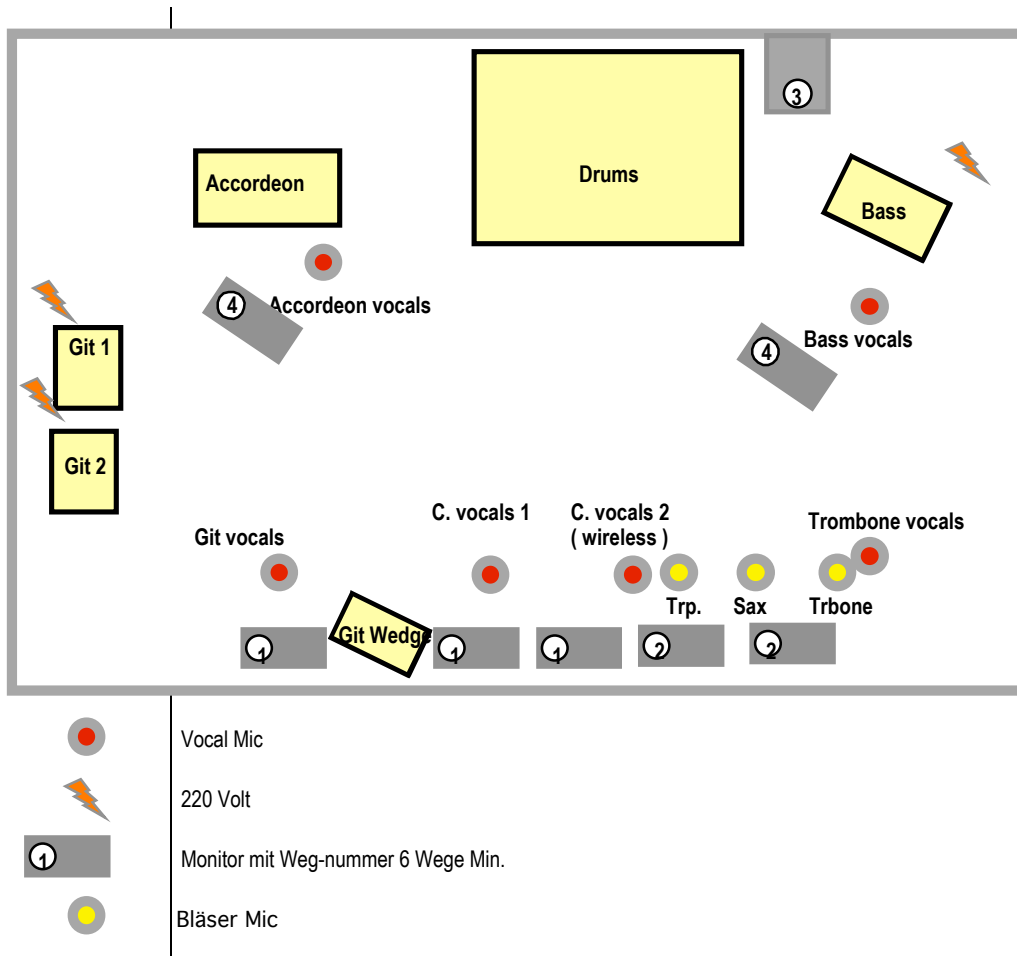 3
Drums
Accordeon
Bass
4
Accordeon vocals
Bass vocals
4
Git 1
Git 2
C. vocals 1
C. vocals 2
( wireless )
Trombone vocals
Git vocals
Trp.
Sax
Trbone
1
Git Wedge
1
1
2
2
Vocal Mic
220 Volt
1
Monitor mit Weg-nummer 6 Wege Min.
Bläser Mic